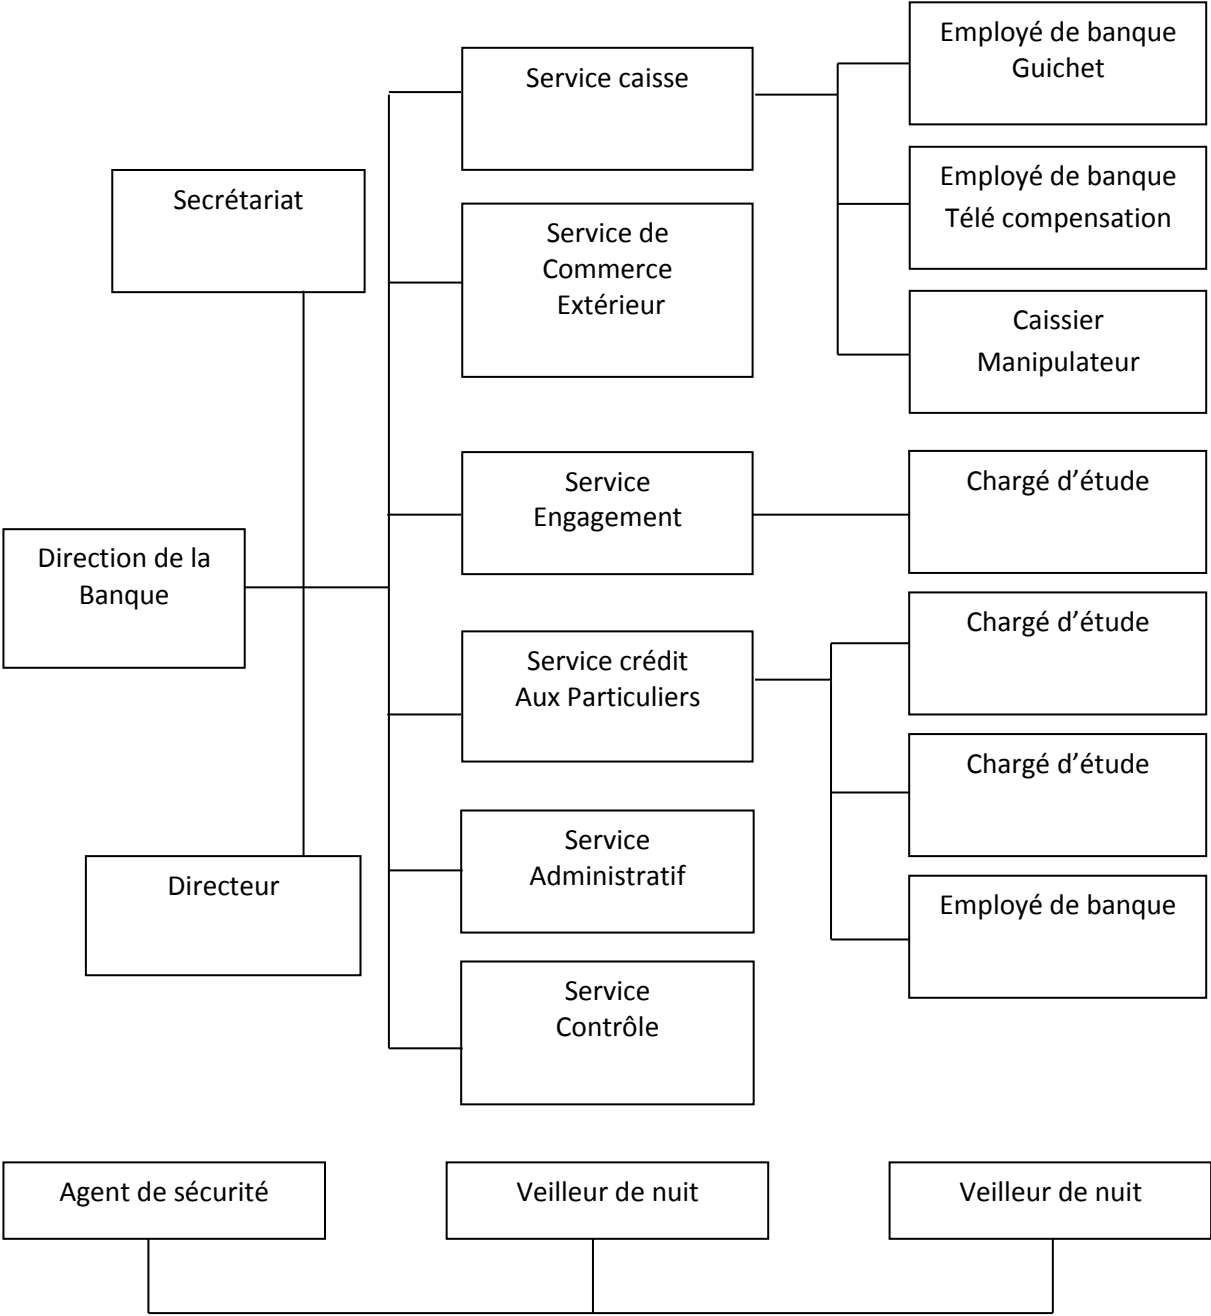 Employé de banque
Guichet
Service caisse
Employé de banque
Télé compensation
Secrétariat
Service de
Commerce
Extérieur
Caissier
Manipulateur
Service
Engagement
Chargé d'étude
Direction de la
Banque
Chargé d'étude
Service crédit
Aux Particuliers
Chargé d'étude
Service
Administratif
Directeur
Employé de banque
Service
Contrôle
Agent de sécurité
Veilleur de nuit
Veilleur de nuit